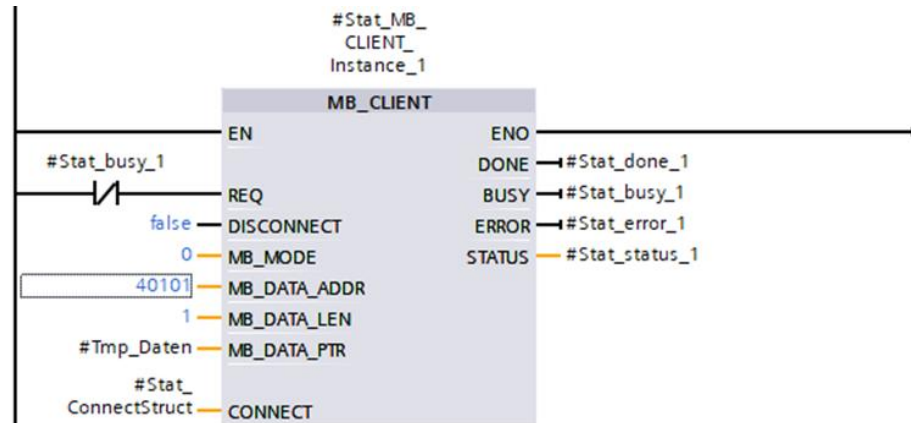 #Stat_MB_
CLIENT_
Instance_1
MB_CLIENT
EN ENO
#Stat_busy_1 DONE #Stat_done_1
REQ BUSY #Stat_busy_1
false DISCONNECT ERROR #Stat_error_1
0 MB_MODE STATUS #Stat_status_1
40101 MB_DATA_ADDR
1 MB_DATA_LEN
#Tmp_Daten MB_DATA_PTR
#Stat_
ConnectStruct CONNECT